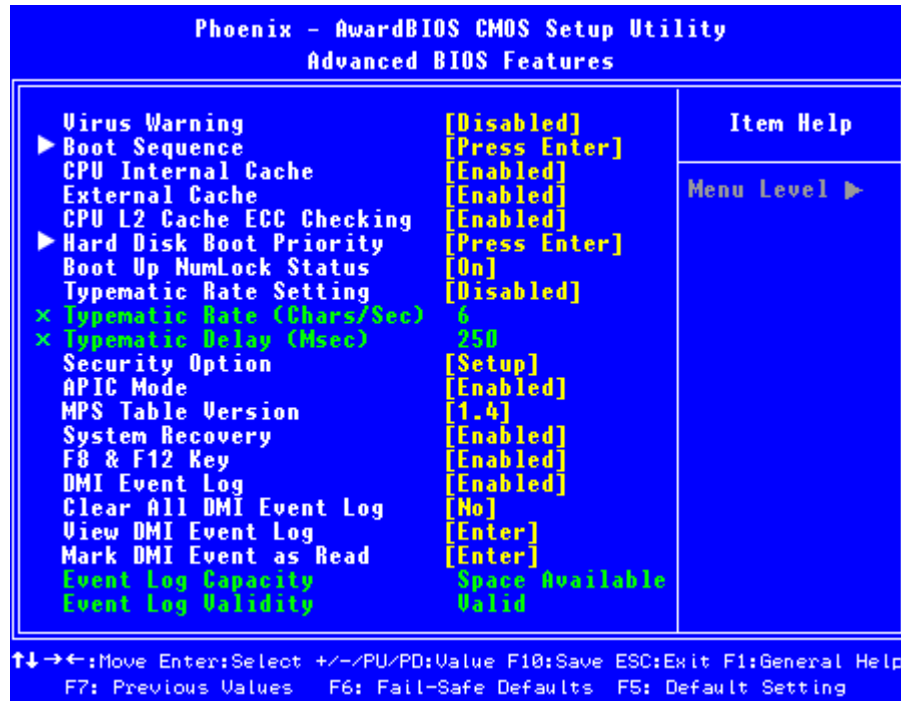 Phoenix - AwardBIOS CMOS Setup Utility
Advanced BIOS Features
Virus Warning [Disabled]
Item Help
▶ Boot Sequence [Press Enter]
CPU Internal Cache [Enabled]
Menu Level ▶
External Cache [Enabled]
CPU L2 Cache ECC Checking [Enabled]
▶ Hard Disk Boot Priority [Press Enter]
Boot Up NumLock Status [On]
Typematic Rate Setting [Disabled]
x Typematic Rate (Chars/Sec) 6
x Typematic Delay (Msec) 250
Security Option [Setup]
APIC Mode [Enabled]
MPS Table Version [1.4]
System Recovery [Enabled]
F8 & F12 Key [Enabled]
DMI Event Log [Enabled]
Clear All DMI Event Log [No]
View DMI Event Log [Enter]
Mark DMI Event as Read [Enter]
Event Log Capacity Space Available
Event Log Validity Valid
↑↓→←:Move Enter:Select +/-/PU/PD:Value F10:Save ESC:Exit F1:General Help
F7: Previous Values F6: Fail-Safe Defaults F5: Default Setting